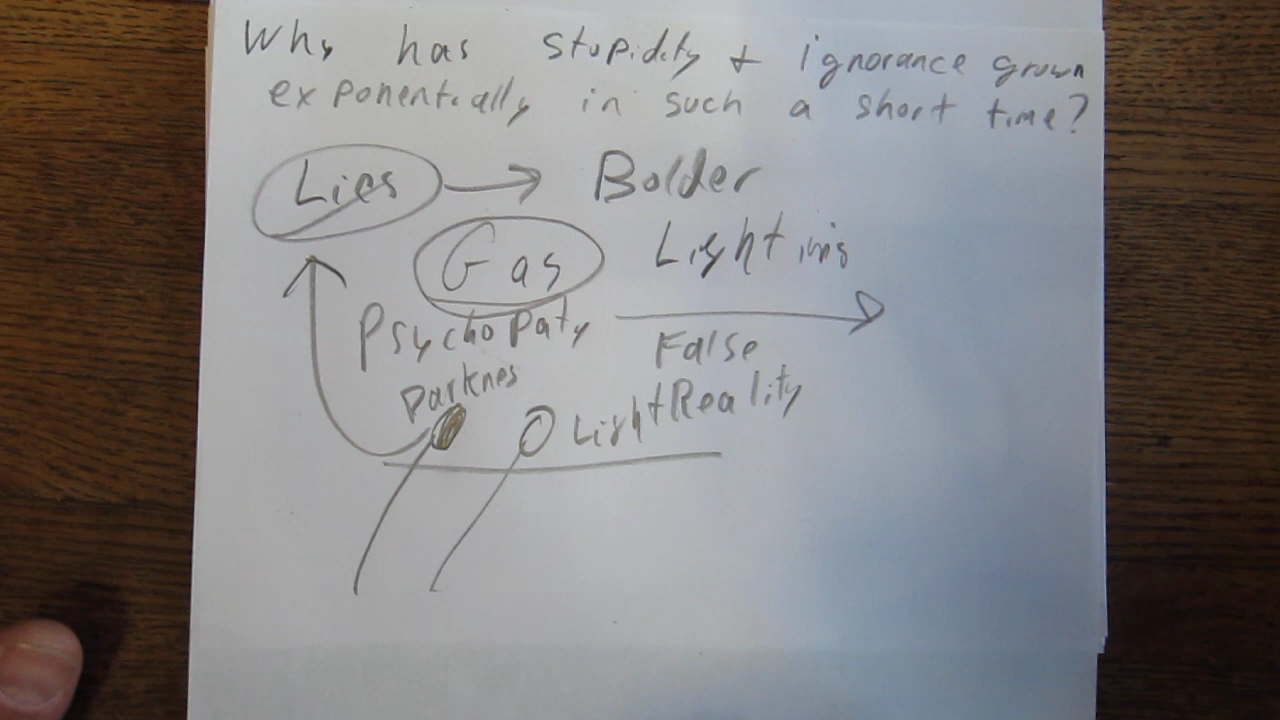 Why has stupidity + ignorance grown
exponentially in such a short time?
Lies → Bolder
Gas Lighting
Psychopaty
False
Darknes
Light Reality